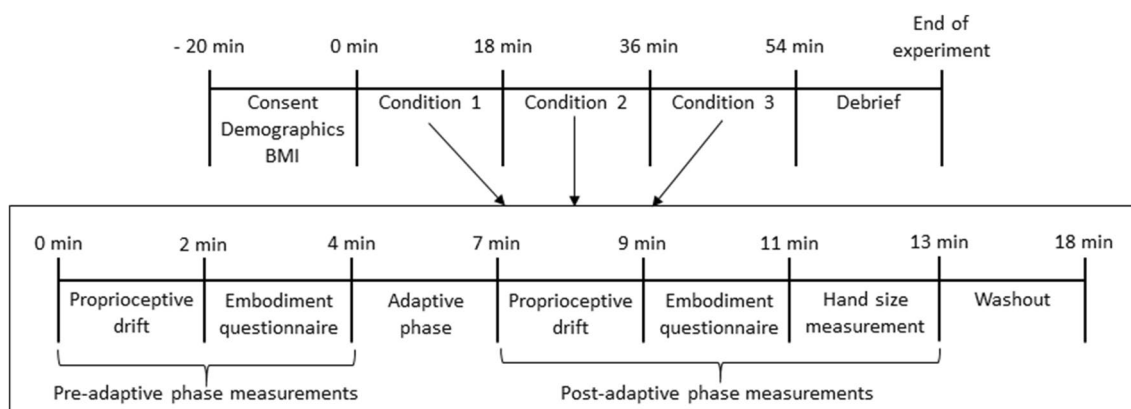 End of
experiment
- 20 min 0 min 18 min 36 min 54 min
Consent
Demographics
BMI
Condition 1
Condition 2
Condition 3
Debrief
0 min 2 min 4 min 7 min 9 min 11 min 13 min 18 min
Proprioceptive
drift
Embodiment
questionnaire
Adaptive
phase
Proprioceptive
drift
Embodiment
questionnaire
Hand size
measurement
Washout
Pre-adaptive phase measurements
Post-adaptive phase measurements